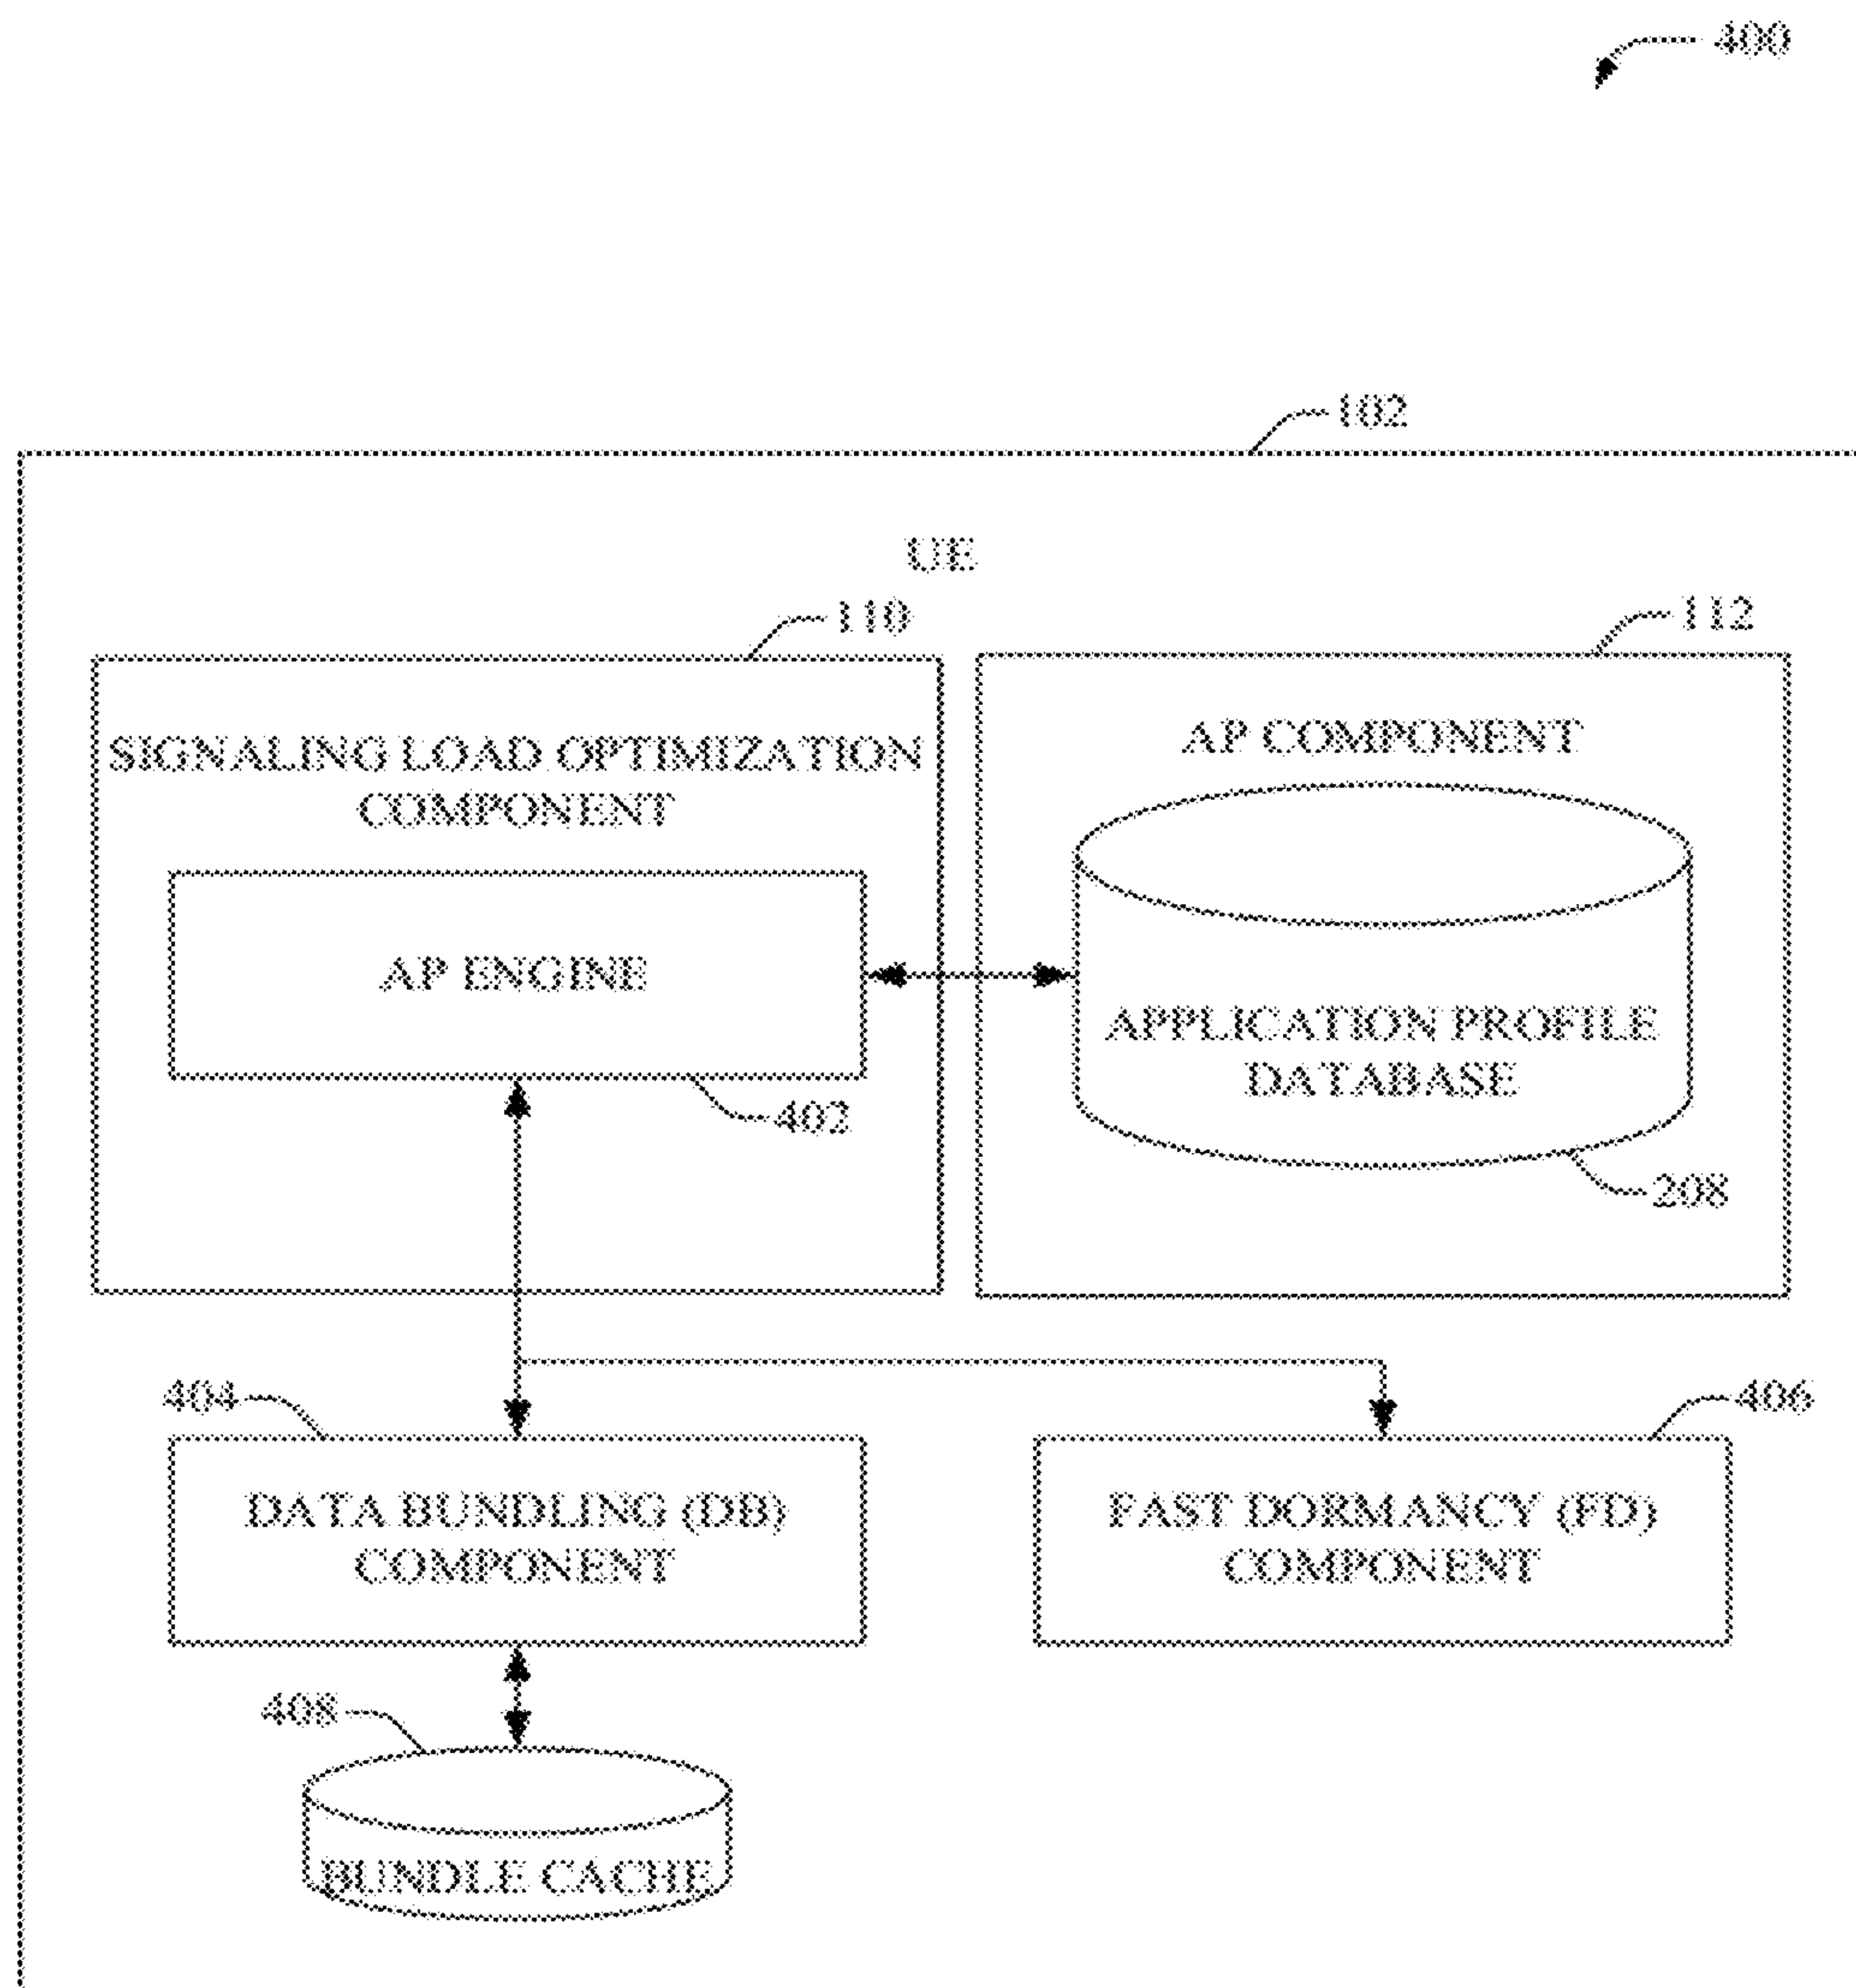 400
102
UE
110
112
SIGNALING LOAD OPTIMIZATION
COMPONENT
AP COMPONENT
AP ENGINE
APPLICATION PROFILE
DATABASE
402
208
404
406
DATA BUNDLING (DB)
COMPONENT
FAST DORMANCY (FD)
COMPONENT
408
BUNDLE CACHE